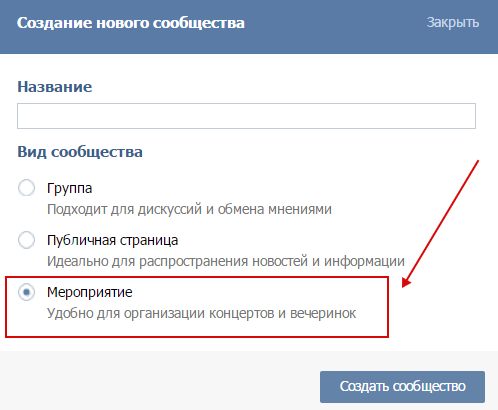 Создание нового сообщества Закрыть
Название
Вид сообщества
Группа
Подходит для дискуссий и обмена мнениями
Публичная страница
Идеально для распространения новостей и информации
Мероприятие
Удобно для организации концертов и вечеринок
Создать сообщество